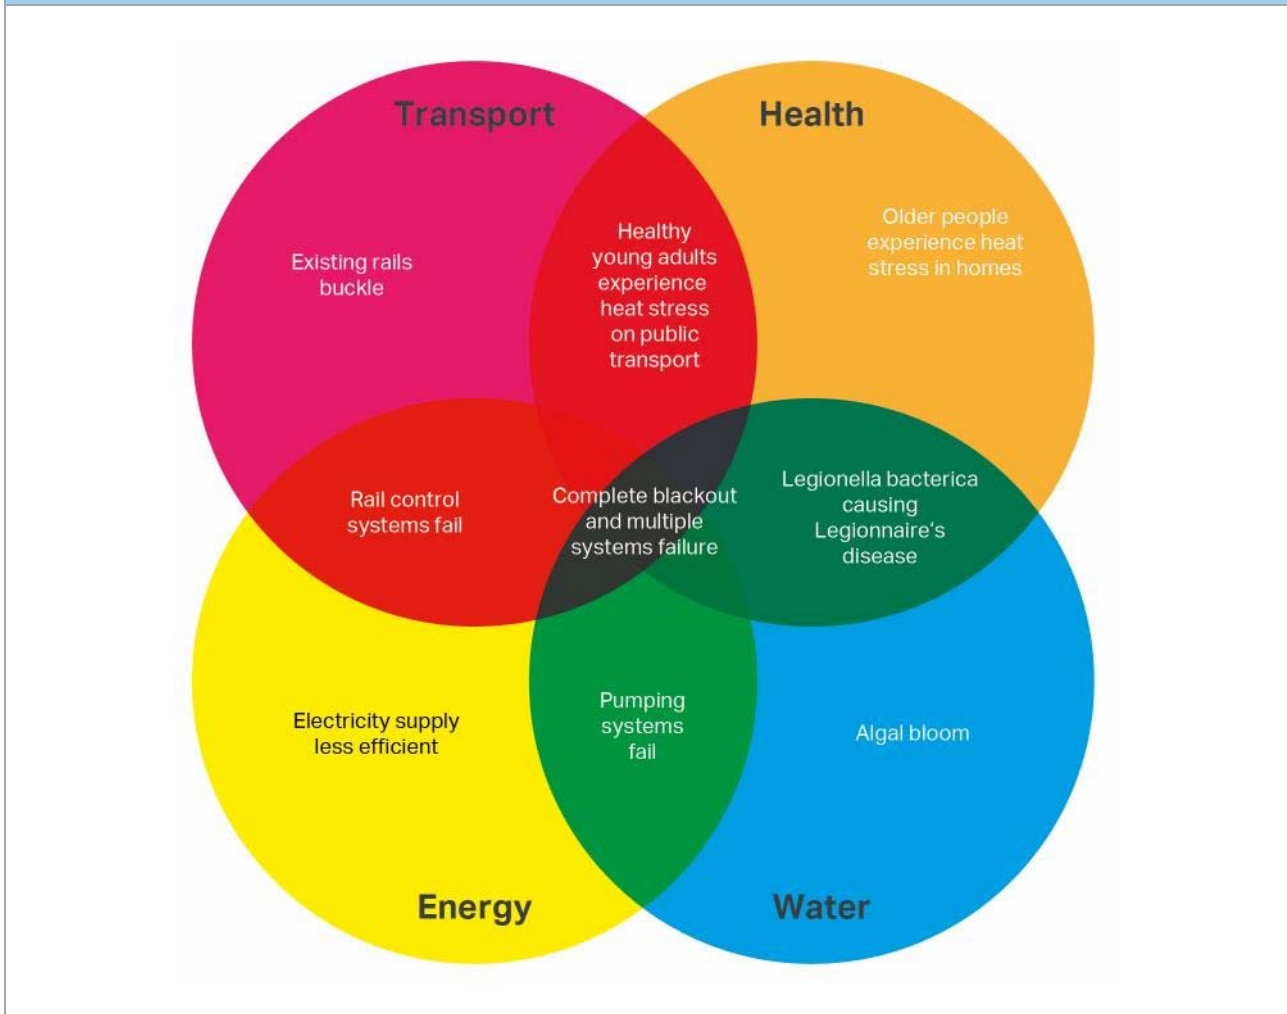 Transport
Health
Existing rails
buckle
Healthy
young adults
experience
heat stress
on public
transport
Older people
experience heat
stress in homes
Rail control
systems fail
Complete blackout
and multiple
systems failure
Legionella bacterica
causing
Legionnaire's
disease
Electricity supply
less efficient
Pumping
systems
fail
Algal bloom
Energy
Water